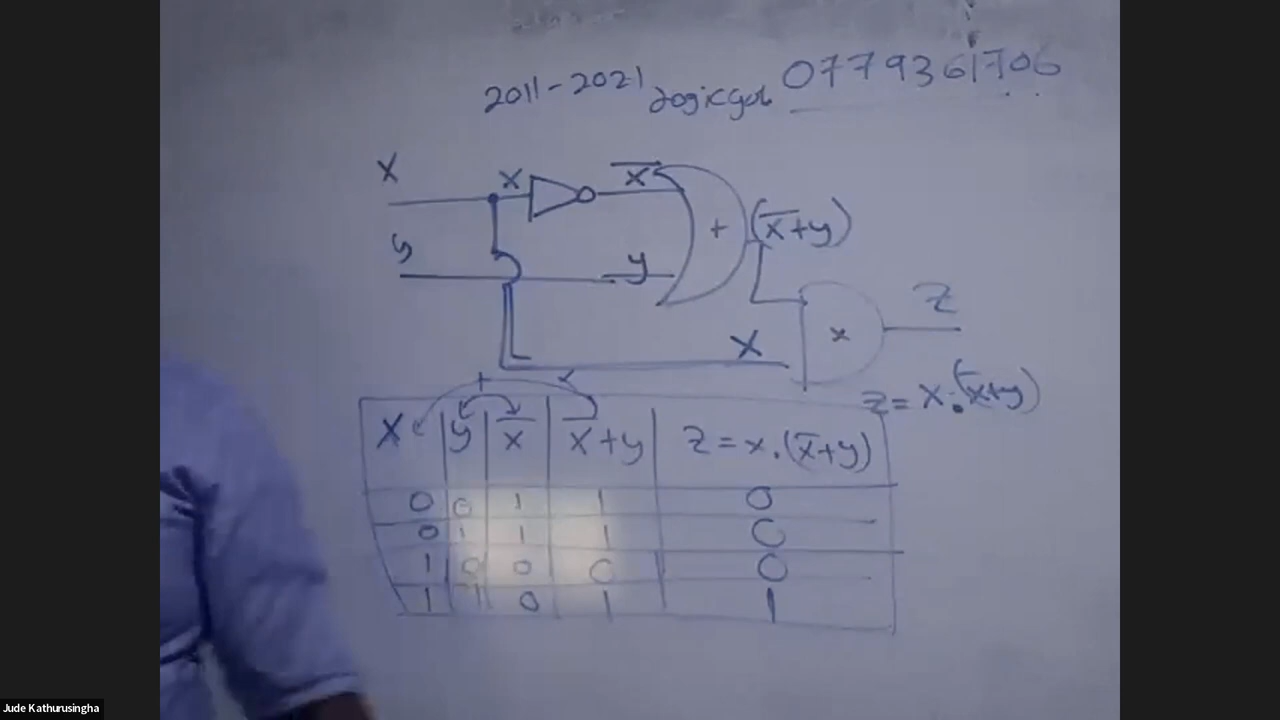 2011-2021 logicgate 0779361706
X
X
X̅
y
y
+
(X̅+y)
X
×
Z
Z = X.(X̅+y)
X y X̅ X̅+y Z = x.(X̅+y)
0 0 1 1 0
0 1 1 1 0
1 0 0 0 0
1 1 0 1 1
Jude Kathurusingha